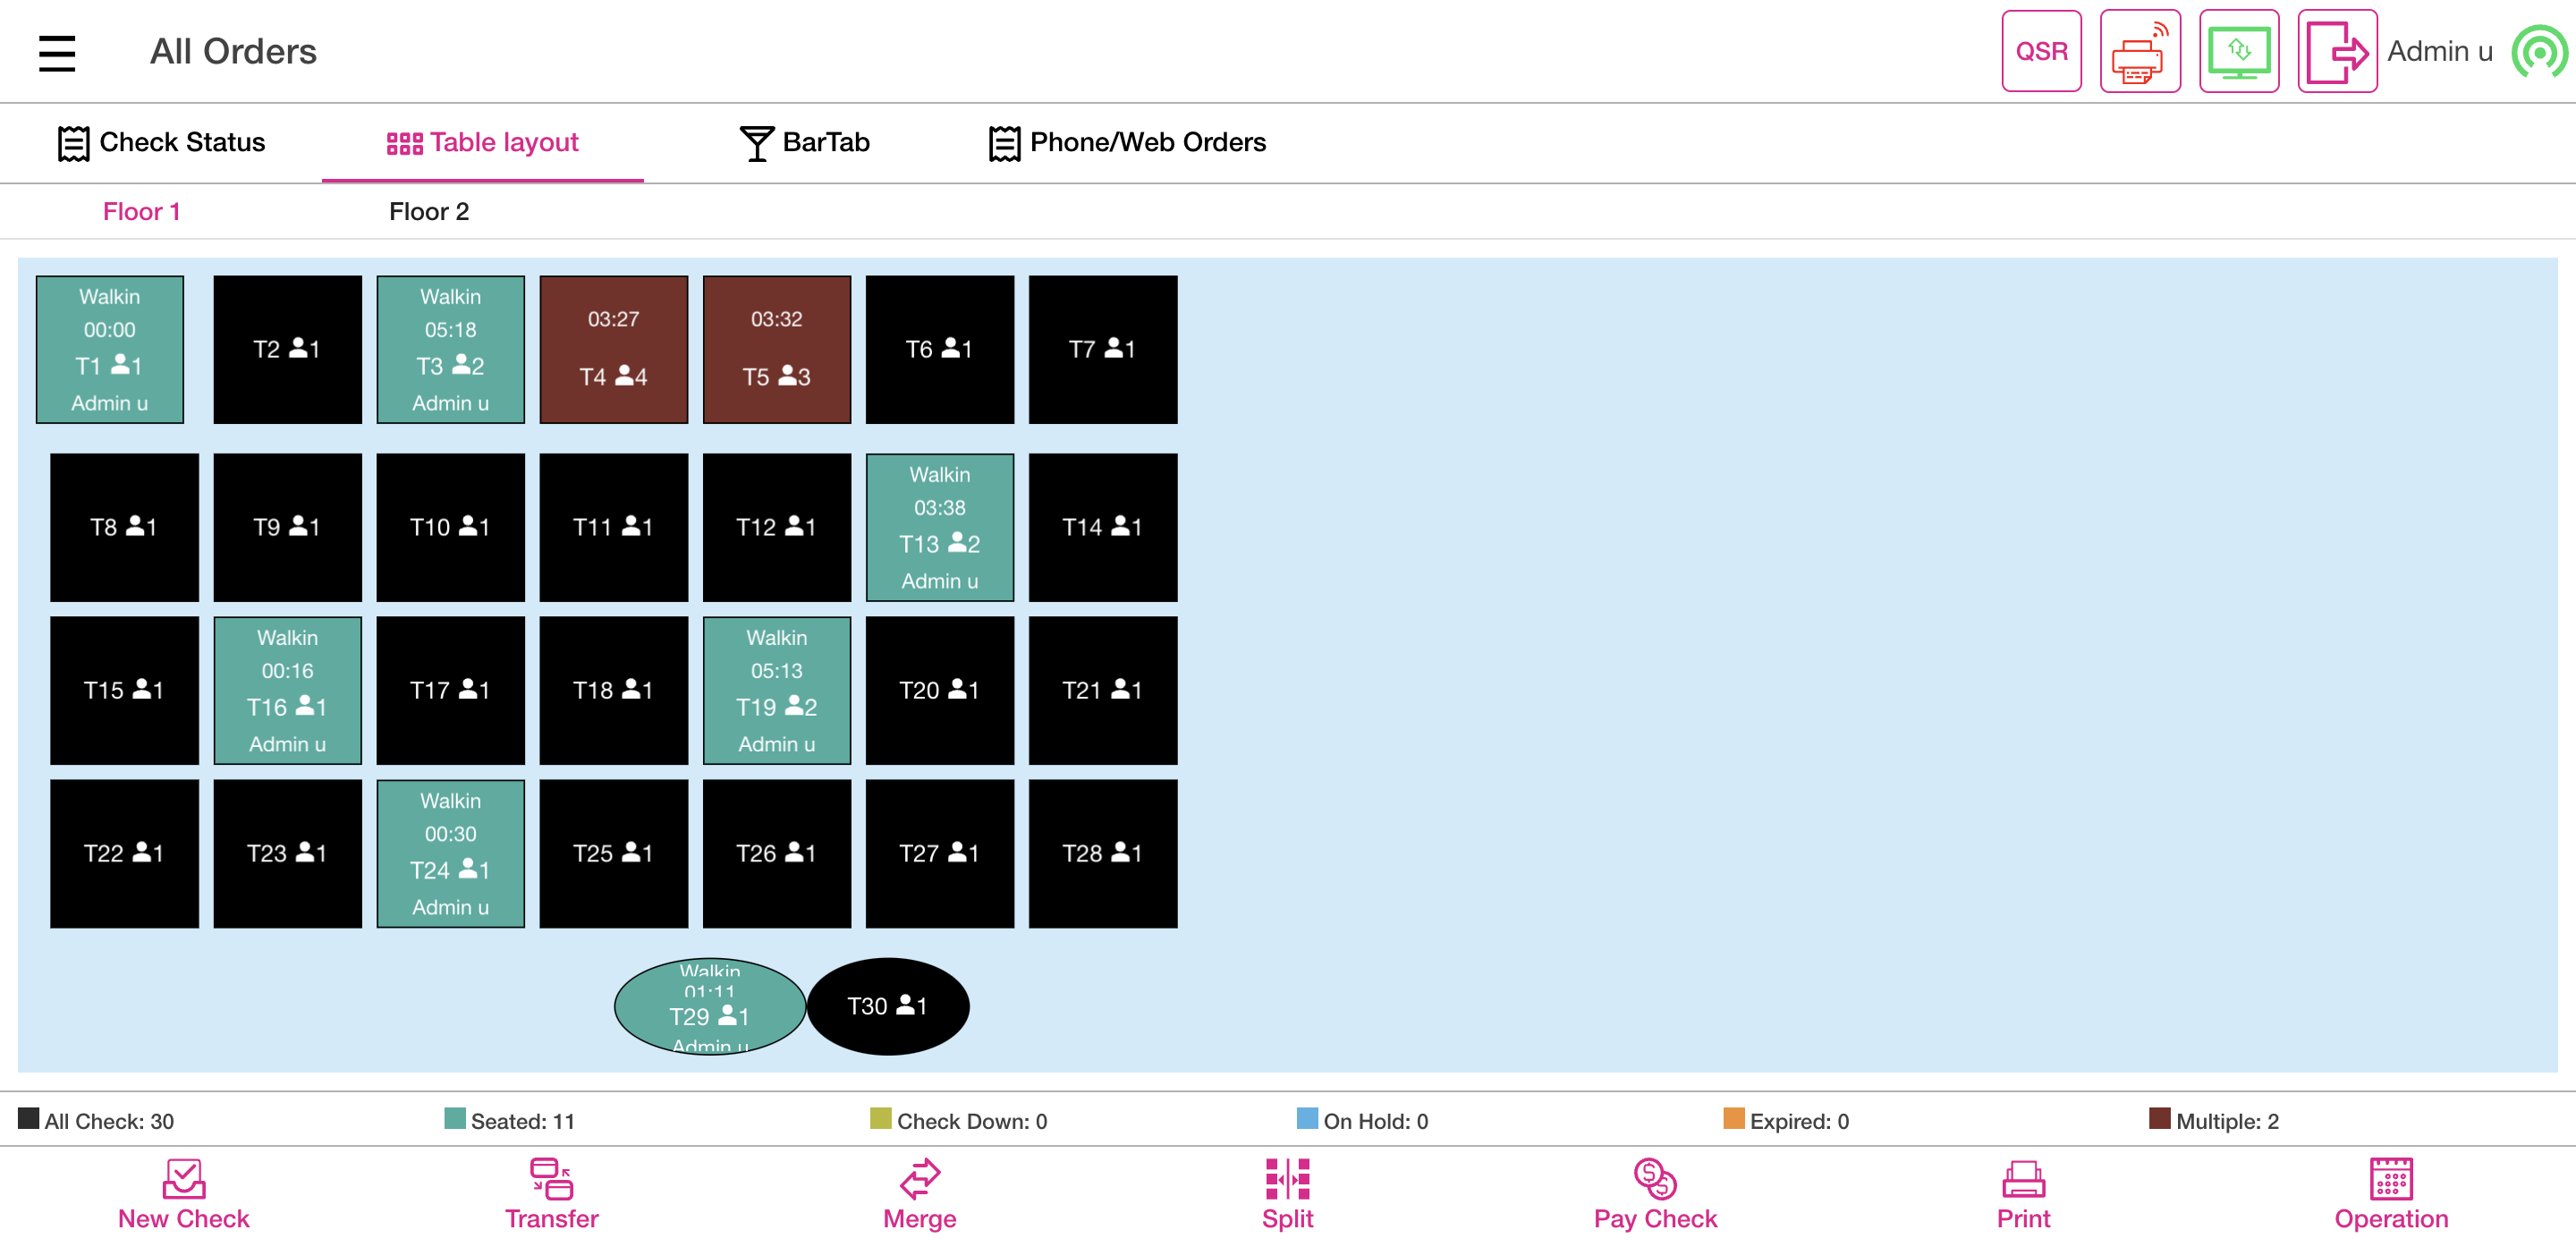 All Orders
QSR
Admin u
Check Status
Table layout
BarTab
Phone/Web Orders
Floor 1
Floor 2
Walkin
00:00
T1 1
Admin u
T2 1
Walkin
05:18
T3 2
Admin u
03:27
T4 4
03:32
T5 3
T6 1
T7 1
T8 1
T9 1
T10 1
T11 1
T12 1
Walkin
03:38
T13 2
Admin u
T14 1
T15 1
Walkin
00:16
T16 1
Admin u
T17 1
T18 1
Walkin
05:13
T19 2
Admin u
T20 1
T21 1
T22 1
T23 1
Walkin
00:30
T24 1
Admin u
T25 1
T26 1
T27 1
T28 1
Walkin
01:11
T29 1
Admin u
T30 1
All Check: 30
Seated: 11
Check Down: 0
On Hold: 0
Expired: 0
Multiple: 2
New Check
Transfer
Merge
Split
Pay Check
Print
Operation